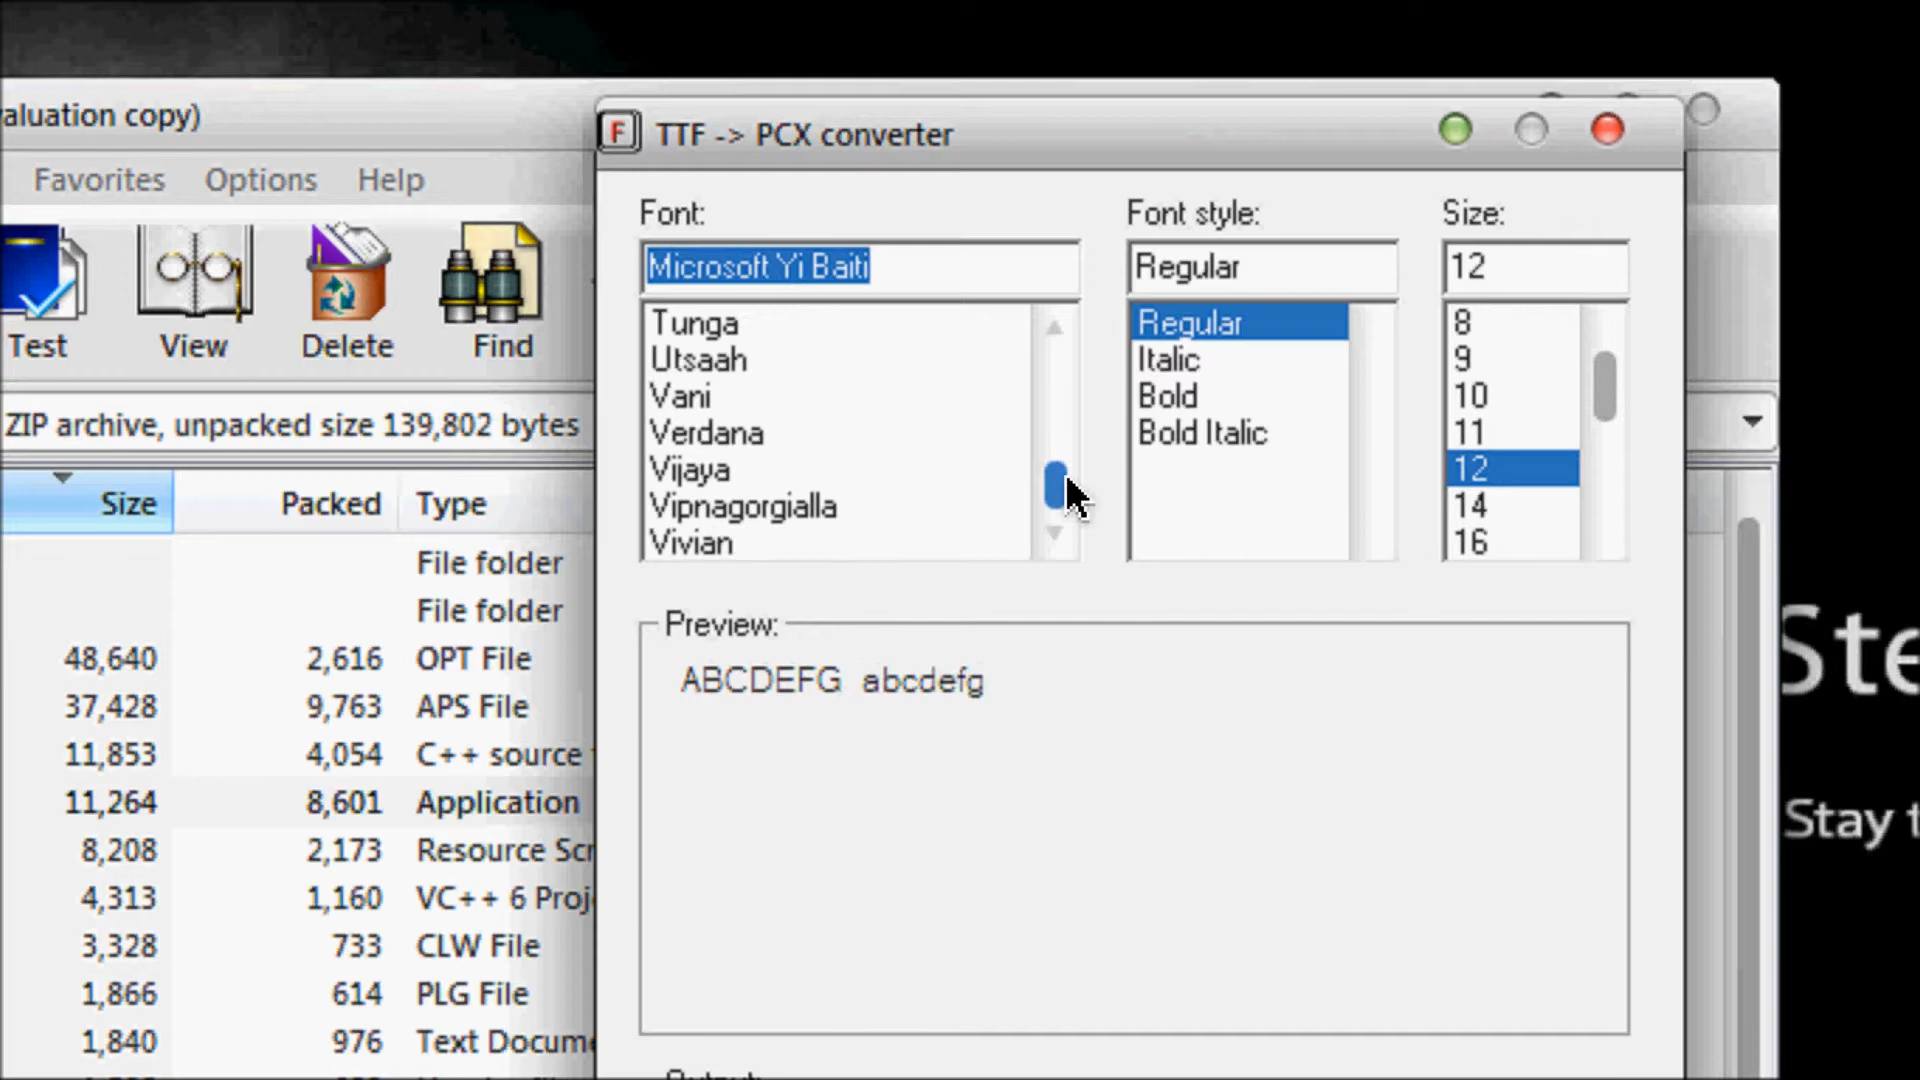 aluation copy)
Favorites Options Help
Test View Delete Find
ZIP archive, unpacked size 139,802 bytes
Size Packed Type
File folder
File folder
48,640 2,616 OPT File
37,428 9,763 APS File
11,853 4,054 C++ source
11,264 8,601 Application
8,208 2,173 Resource Scr
4,313 1,160 VC++ 6 Proj
3,328 733 CLW File
1,866 614 PLG File
1,840 976 Text Docume
F TTF -> PCX converter
Font: Font style: Size:
Microsoft Yi Baiti Regular 12
Tunga
Utsaah
Vani
Verdana
Vijaya
Vipnagorgialla
Vivian
Regular
Italic
Bold
Bold Italic
8
9
10
11
12
14
16
Preview:
ABCDEFG abcdefg
Ste
Stay t